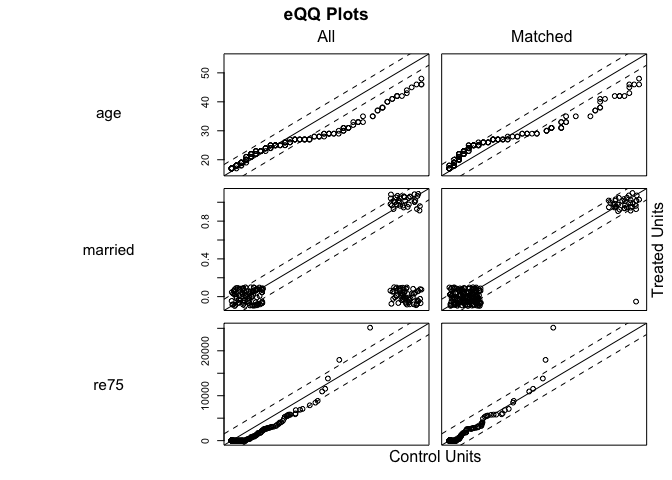 eQQ Plots
All Matched
age
20 30 40 50
married
0.0 0.4 0.8
re75
0 10000 20000
Treated Units
Control Units